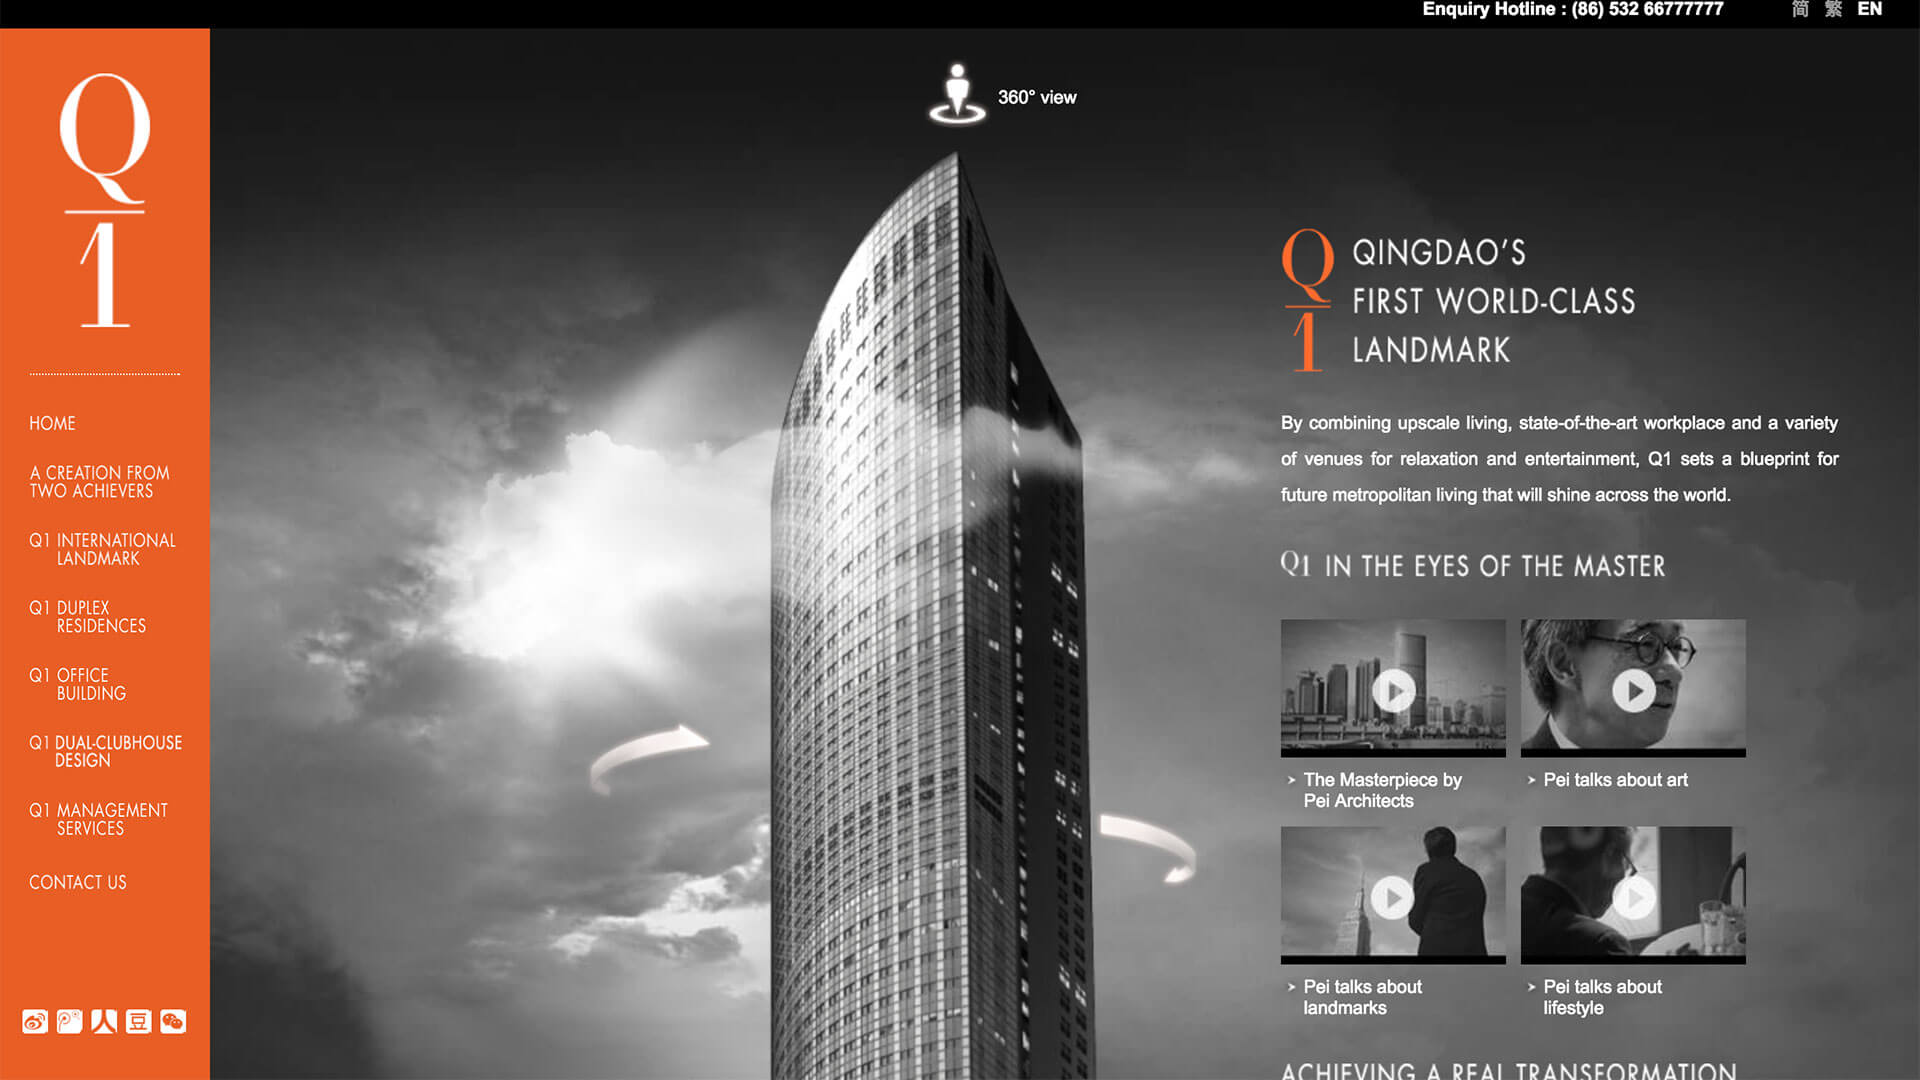 Enquiry Hotline : (86) 532 66777777
简 繁 EN
Q
1
HOME
A CREATION FROM
TWO ACHIEVERS
Q1 INTERNATIONAL
LANDMARK
Q1 DUPLEX
RESIDENCES
Q1 OFFICE
BUILDING
Q1 DUAL-CLUBHOUSE
DESIGN
Q1 MANAGEMENT
SERVICES
CONTACT US
人 豆
360° view
Q
1
QINGDAO'S
FIRST WORLD-CLASS
LANDMARK
By combining upscale living, state-of-the-art workplace and a variety
of venues for relaxation and entertainment, Q1 sets a blueprint for
future metropolitan living that will shine across the world.
Q1 IN THE EYES OF THE MASTER
The Masterpiece by
Pei Architects
Pei talks about art
Pei talks about
landmarks
Pei talks about
lifestyle
ACHIEVING A REAL TRANSFORMATION